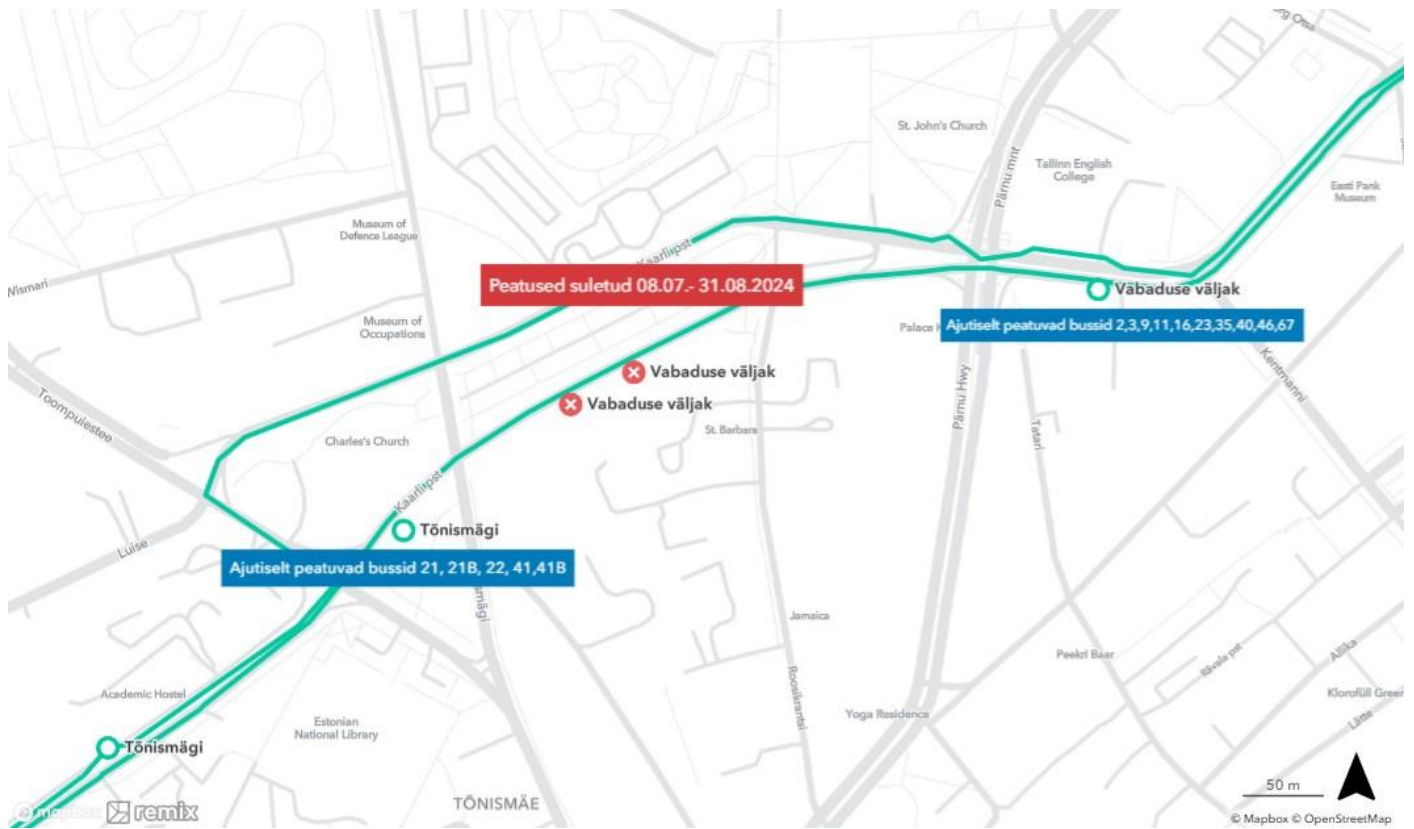 St. John's Church
Pärnu mnt
Tallinn English
College
Eesti Pank
Museum
Museum of
Defence League
Kaarli pst
Wismari
Peatused suletud 08.07.- 31.08.2024
Vabaduse väljak
Museum of
Occupations
Ajutiselt peatuvad bussid 2,3,9,11,16,23,35,40,46,67
Kentmanni
Vabaduse väljak
Vabaduse väljak
Toompuiestee
Pärnu Hwy
Tatari
St. Barbara
Charles's Church
Kaarli pst
Tõnismägi
Luise
Ajutiselt peatuvad bussid 21, 21B, 22, 41,41B
Jamaica
Peekri Baar
Rävala pst
Allika
Academic Hostel
Roosikrantsi
Klorofüll Green
Lätte
Estonian
National Library
Yoga Residence
Tõnismägi
50 m
TÕNISMÄE
mapbox
remix
© Mapbox © OpenStreetMap